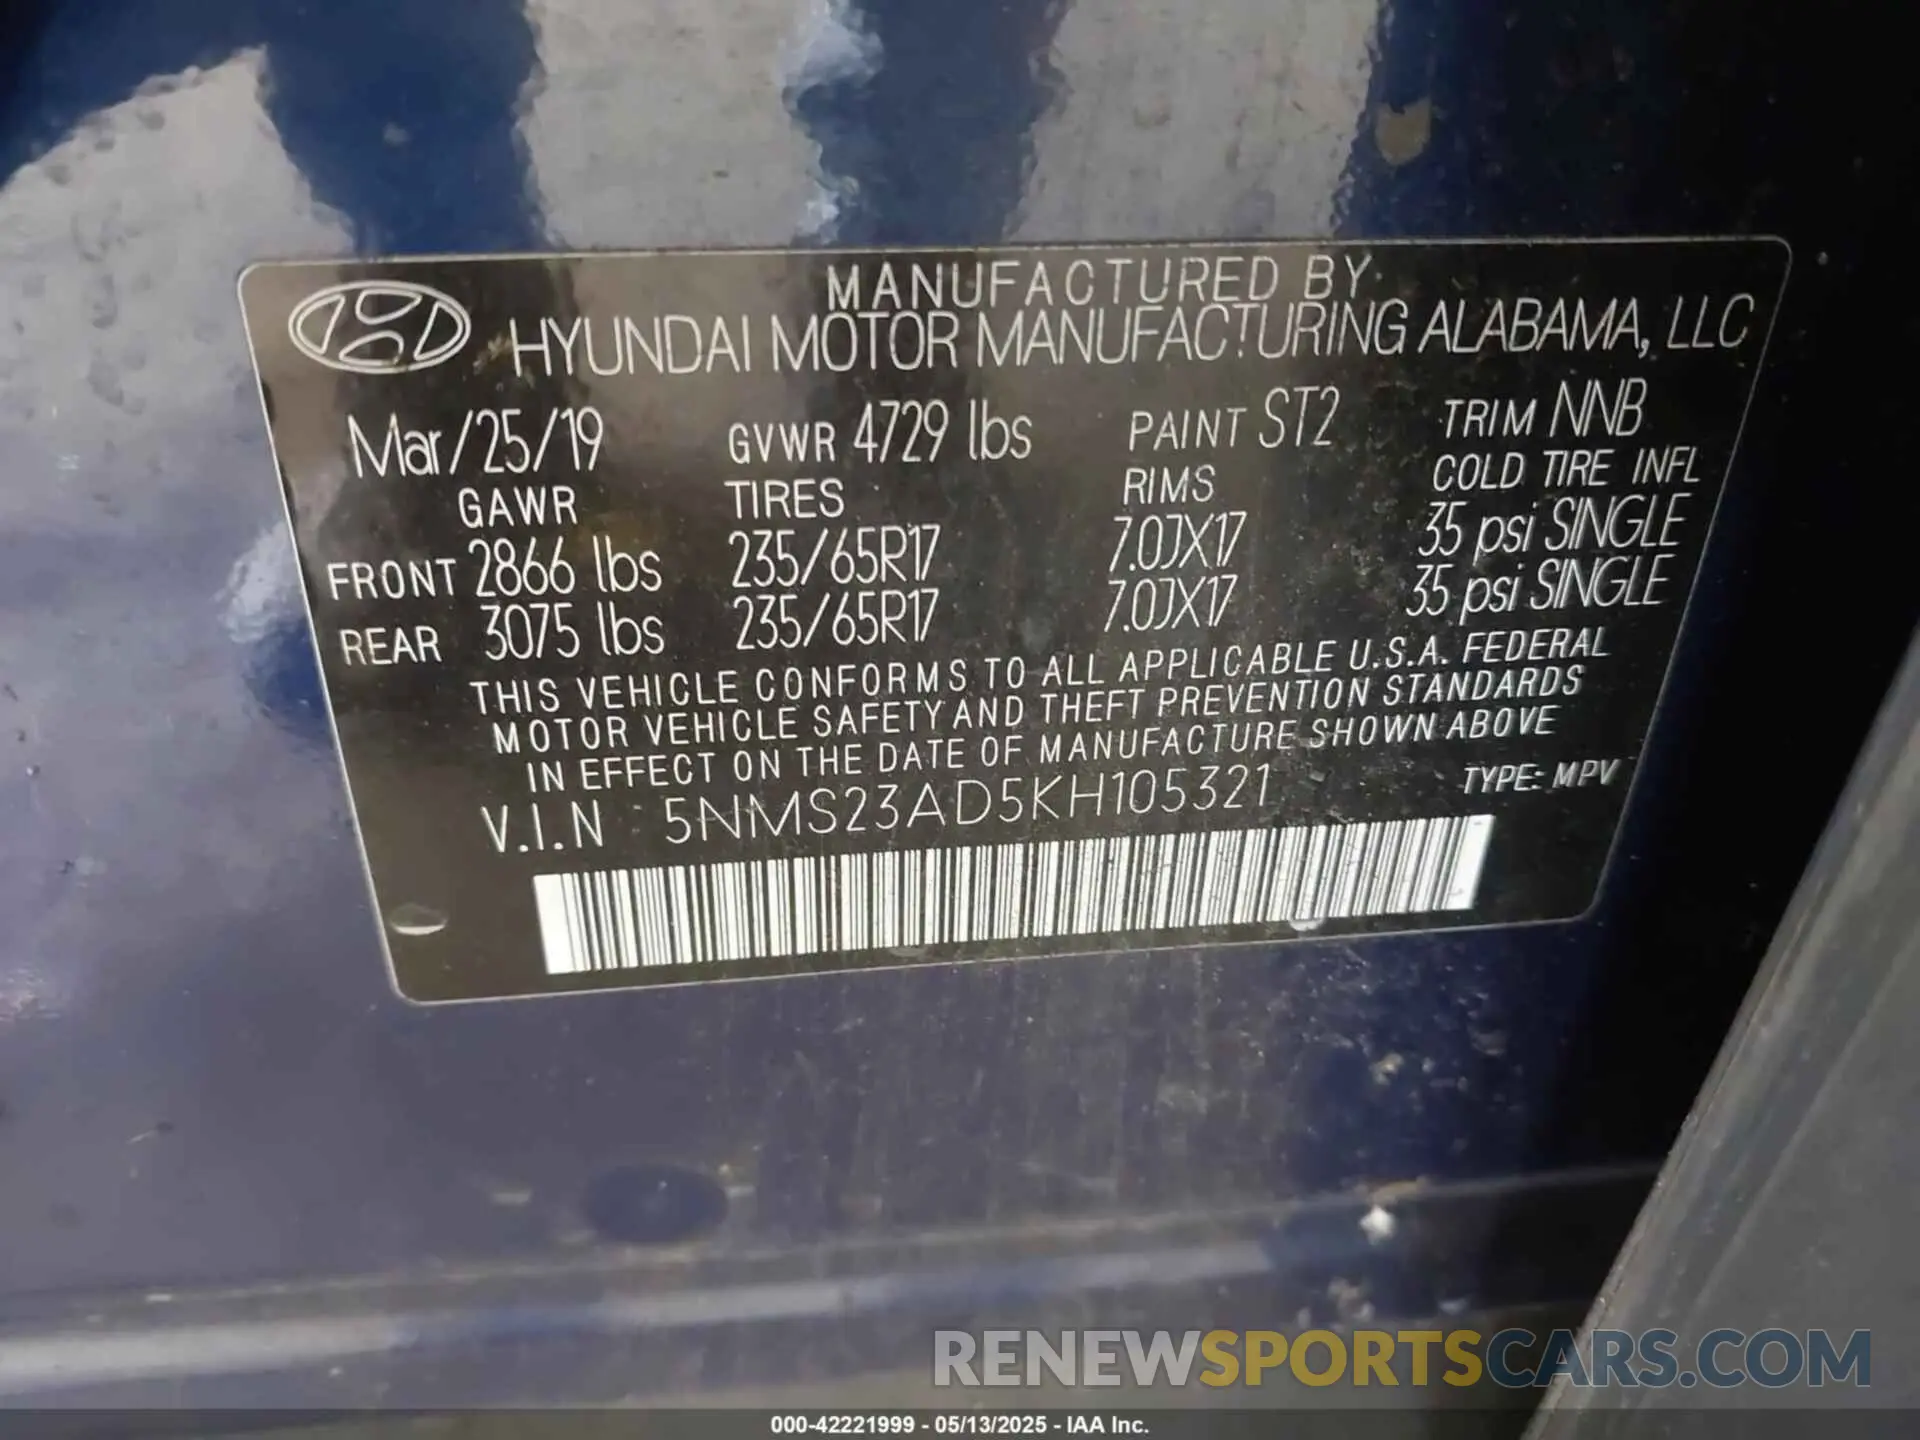 MANUFACTURED BY
HYUNDAI MOTOR MANUFACTURING ALABAMA, LLC
Mar/25/19 GVWR 4729 lbs PAINT ST2 TRIM NNB
GAWR TIRES RIMS COLD TIRE INFL
FRONT 2866 lbs 235/65R17 7.0JX17 35 psi SINGLE
REAR 3075 lbs 235/65R17 7.0JX17 35 psi SINGLE
THIS VEHICLE CONFORMS TO ALL APPLICABLE U.S.A. FEDERAL
MOTOR VEHICLE SAFETY AND THEFT PREVENTION STANDARDS
IN EFFECT ON THE DATE OF MANUFACTURE SHOWN ABOVE
V.I.N : 5NMS23AD5KH105321 TYPE: MPV
RENEWSPORTSCARS.COM
000-42221999 - 05/13/2025 - IAA Inc.